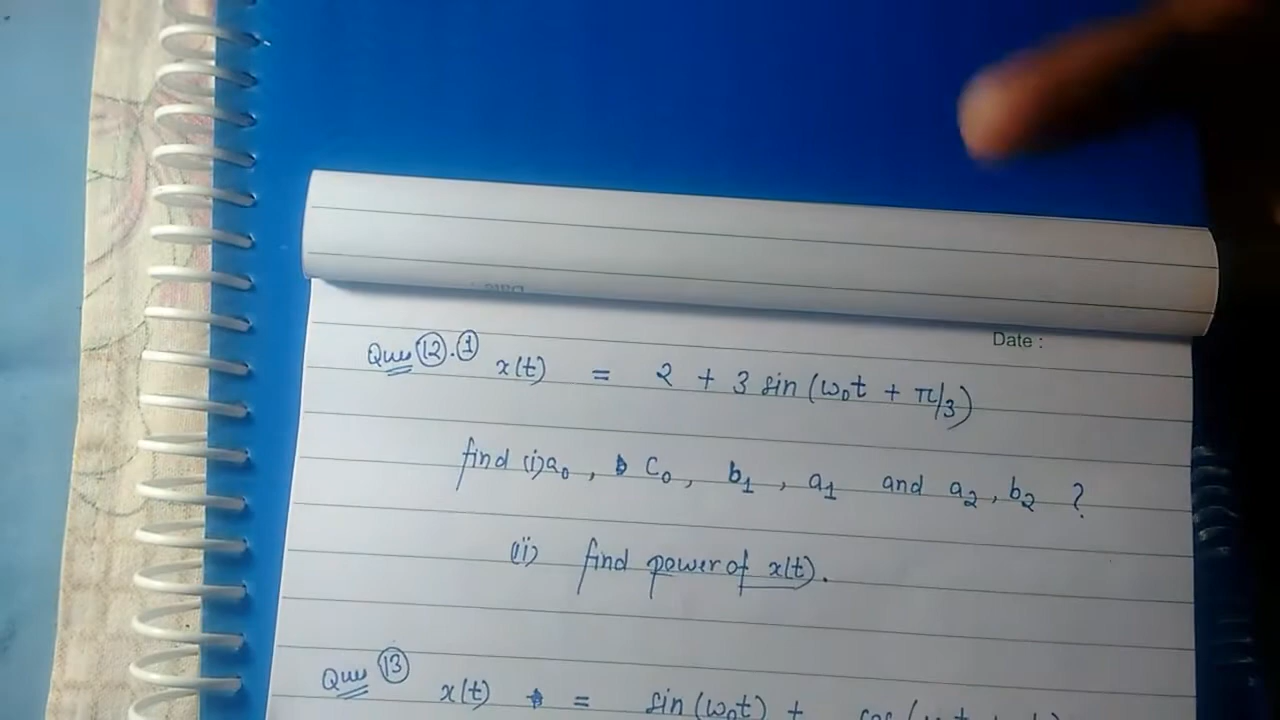 Date :
Que 12.1 x(t) = 2 + 3 sin(ω₀t + π/3)
find (i) a₀, C₀, b₁, a₁ and a₂, b₂ ?
(ii) find power of x(t).
Que 13 x(t) = sin(ω₀t) +